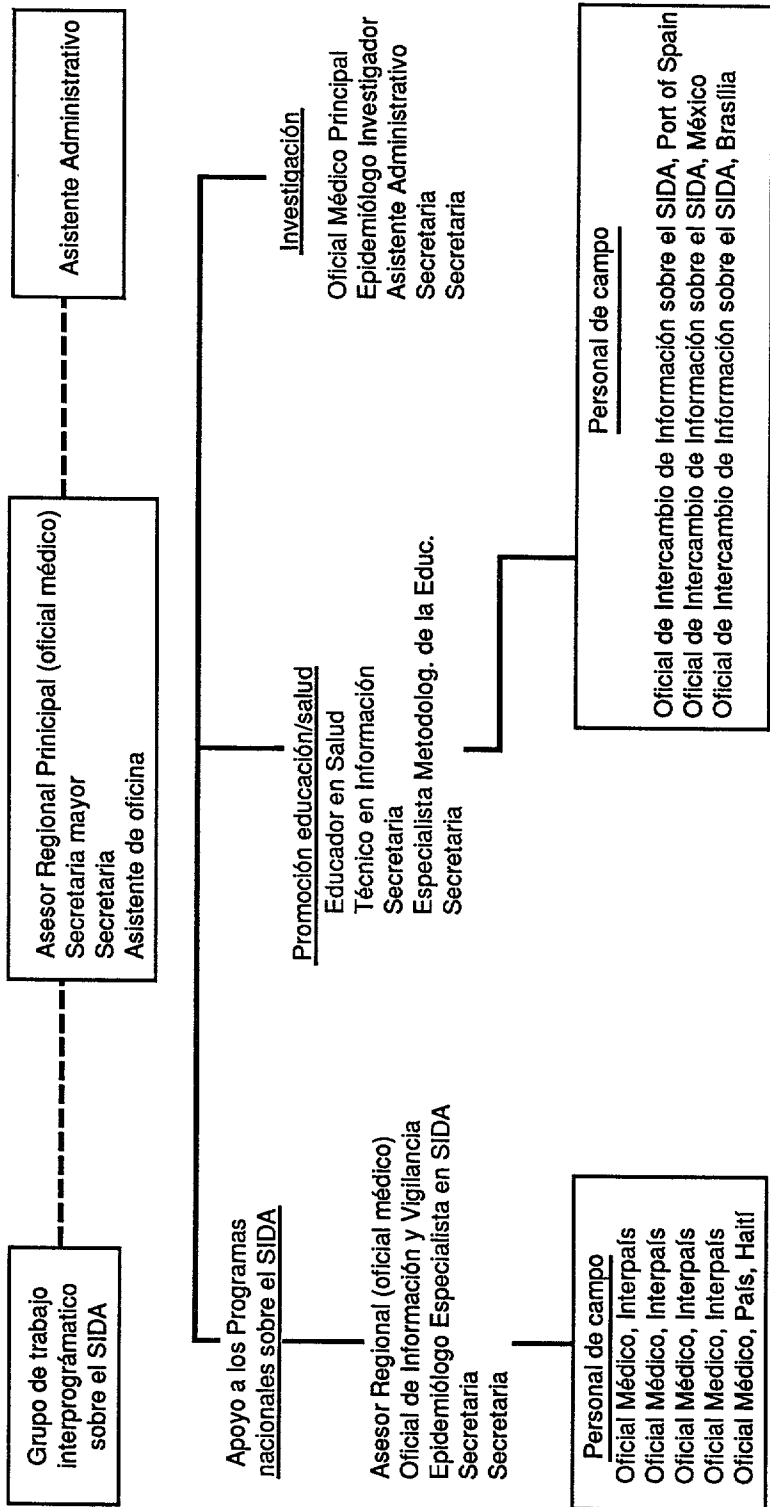 Grupo de trabajo
interprográmatico
sobre el SIDA
Asesor Regional Prinicipal (oficial médico)
Secretaria mayor
Secretaria
Asistente de oficina
Asistente Administrativo
Apoyo a los Programas
nacionales sobre el SIDA
Asesor Regional (oficial médico)
Oficial de Información y Vigilancia
Epidemiólogo Especialista en SIDA
Secretaria
Secretaria
Promoción educación/salud
Educador en Salud
Técnico en Información
Secretaria
Especialista Metodolog. de la Educ.
Secretaria
Investigación
Oficial Médico Principal
Epidemiólogo Investigador
Asistente Administrativo
Secretaria
Secretaria
Personal de campo
Oficial Médico, Interpaís
Oficial Médico, Interpaís
Oficial Médico, Interpaís
Oficial Medico, Interpaís
Oficial Médico, País, Haití
Personal de campo
Oficial de Intercambio de Información sobre el SIDA, Port of Spain
Oficial de Intercambio de Información sobre el SIDA, México
Oficial de Intercambio de Información sobre el SIDA, Brasília